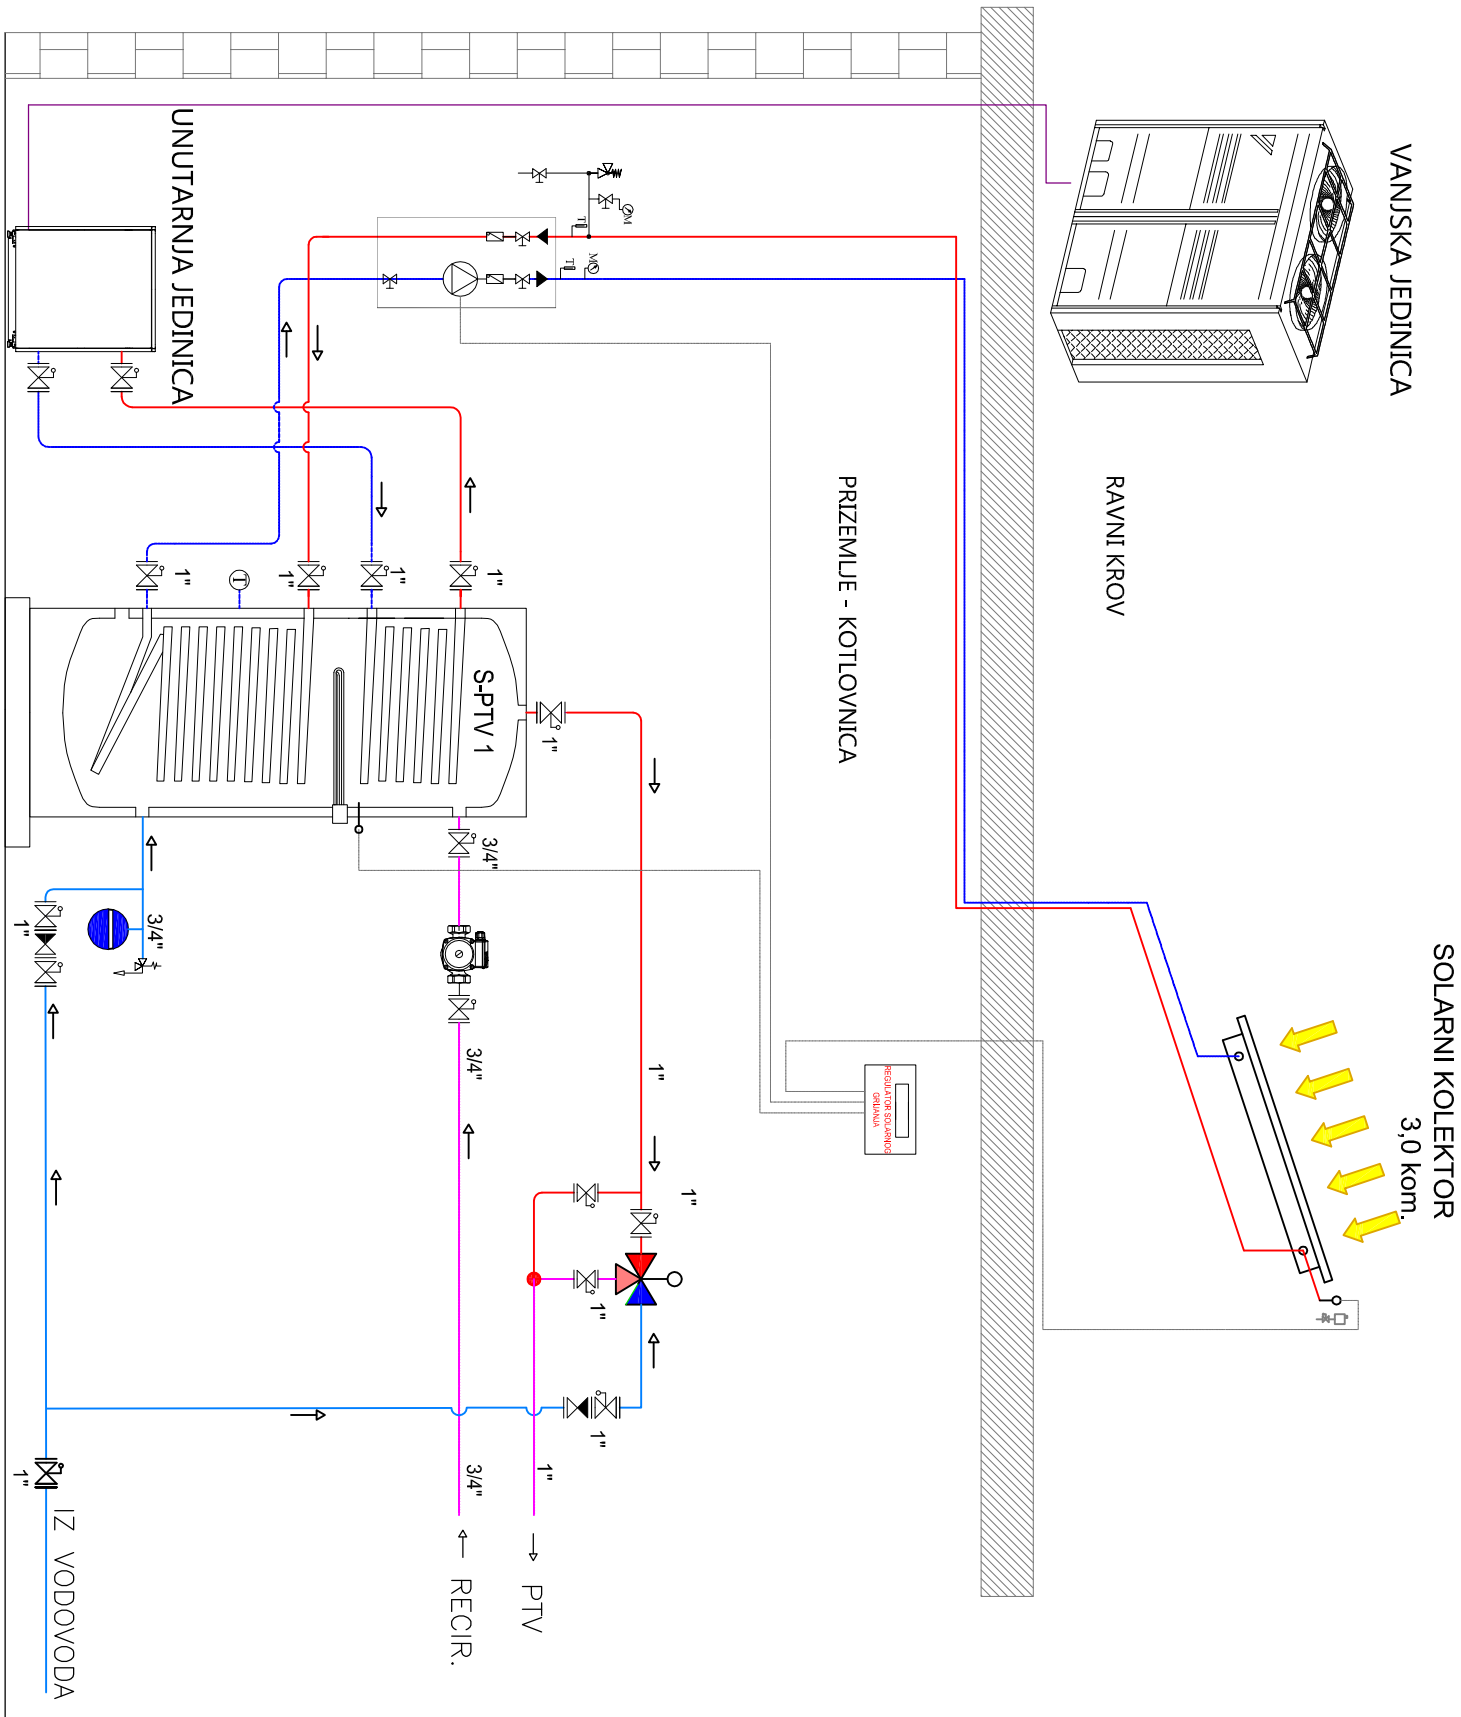 VANJSKA JEDINICA
SOLARNI KOLEKTOR
3,0 kom.
RAVNI KROV
PRIZEMLJE - KOTLOVNICA
REGULATOR SOLARNOG
GRIJANJA
UNUTARNJA JEDINICA
M
T
M
T
1"
1"
1"
1"
T
S-PTV 1
1"
3/4"
3/4"
1"
3/4"
1"
1"
1"
1"
1"
3/4"
1"
PTV
RECIR.
IZ VODOVODA